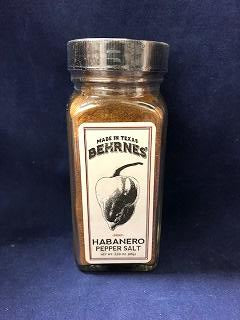 MADE IN TEXAS
BEHRNES'
HABANERO
PEPPER SALT